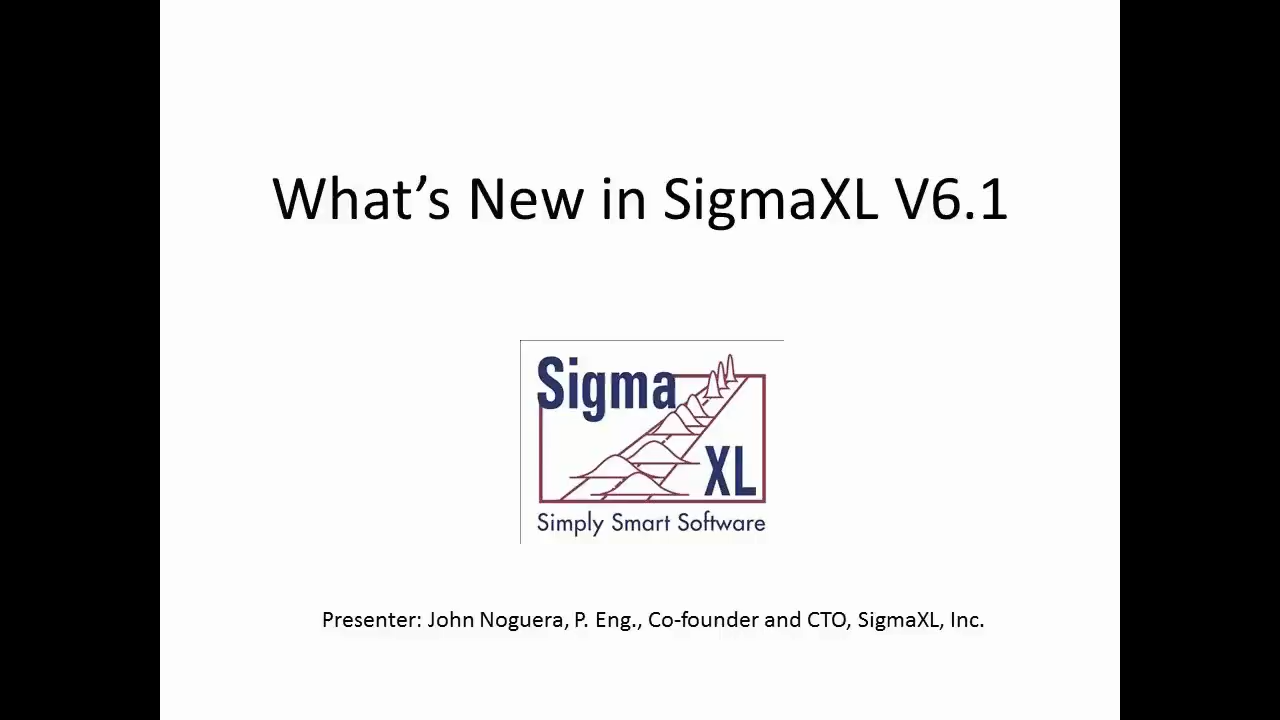 What’s New in SigmaXL V6.1
Sigma
XL
Simply Smart Software
Presenter: John Noguera, P. Eng., Co-founder and CTO, SigmaXL, Inc.